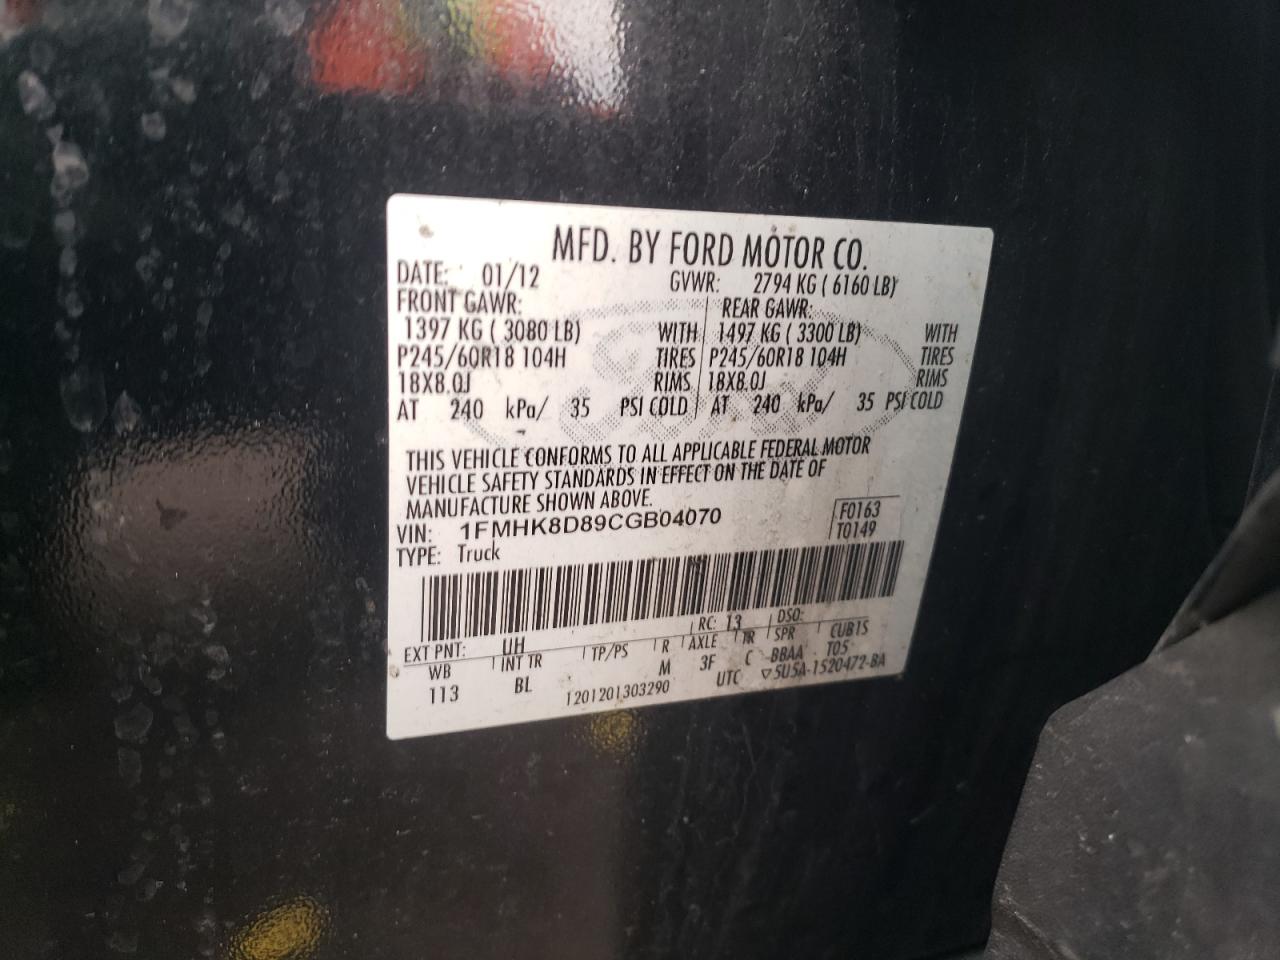 MFD. BY FORD MOTOR CO.
DATE: 01/12 GVWR: 2794 KG ( 6160 LB)
FRONT GAWR: REAR GAWR:
1397 KG ( 3080 LB) WITH 1497 KG ( 3300 LB) WITH
P245/60R18 104H TIRES P245/60R18 104H TIRES
18X8.0J RIMS 18X8.0J RIMS
AT 240 kPa/ 35 PSI COLD AT 240 kPa/ 35 PSI COLD
THIS VEHICLE CONFORMS TO ALL APPLICABLE FEDERAL MOTOR
VEHICLE SAFETY STANDARDS IN EFFECT ON THE DATE OF
MANUFACTURE SHOWN ABOVE.
VIN: 1FMHK8D89CGB04070 F0163
TYPE: Truck T0149
EXT PNT: UH RC: 13 DSO:
WB INT TR TP/PS R AXLE TR SPR CUB1S
113 BL M 3F C BBAA T05
1201201303290 UTC ▽5U5A-1520472-BA